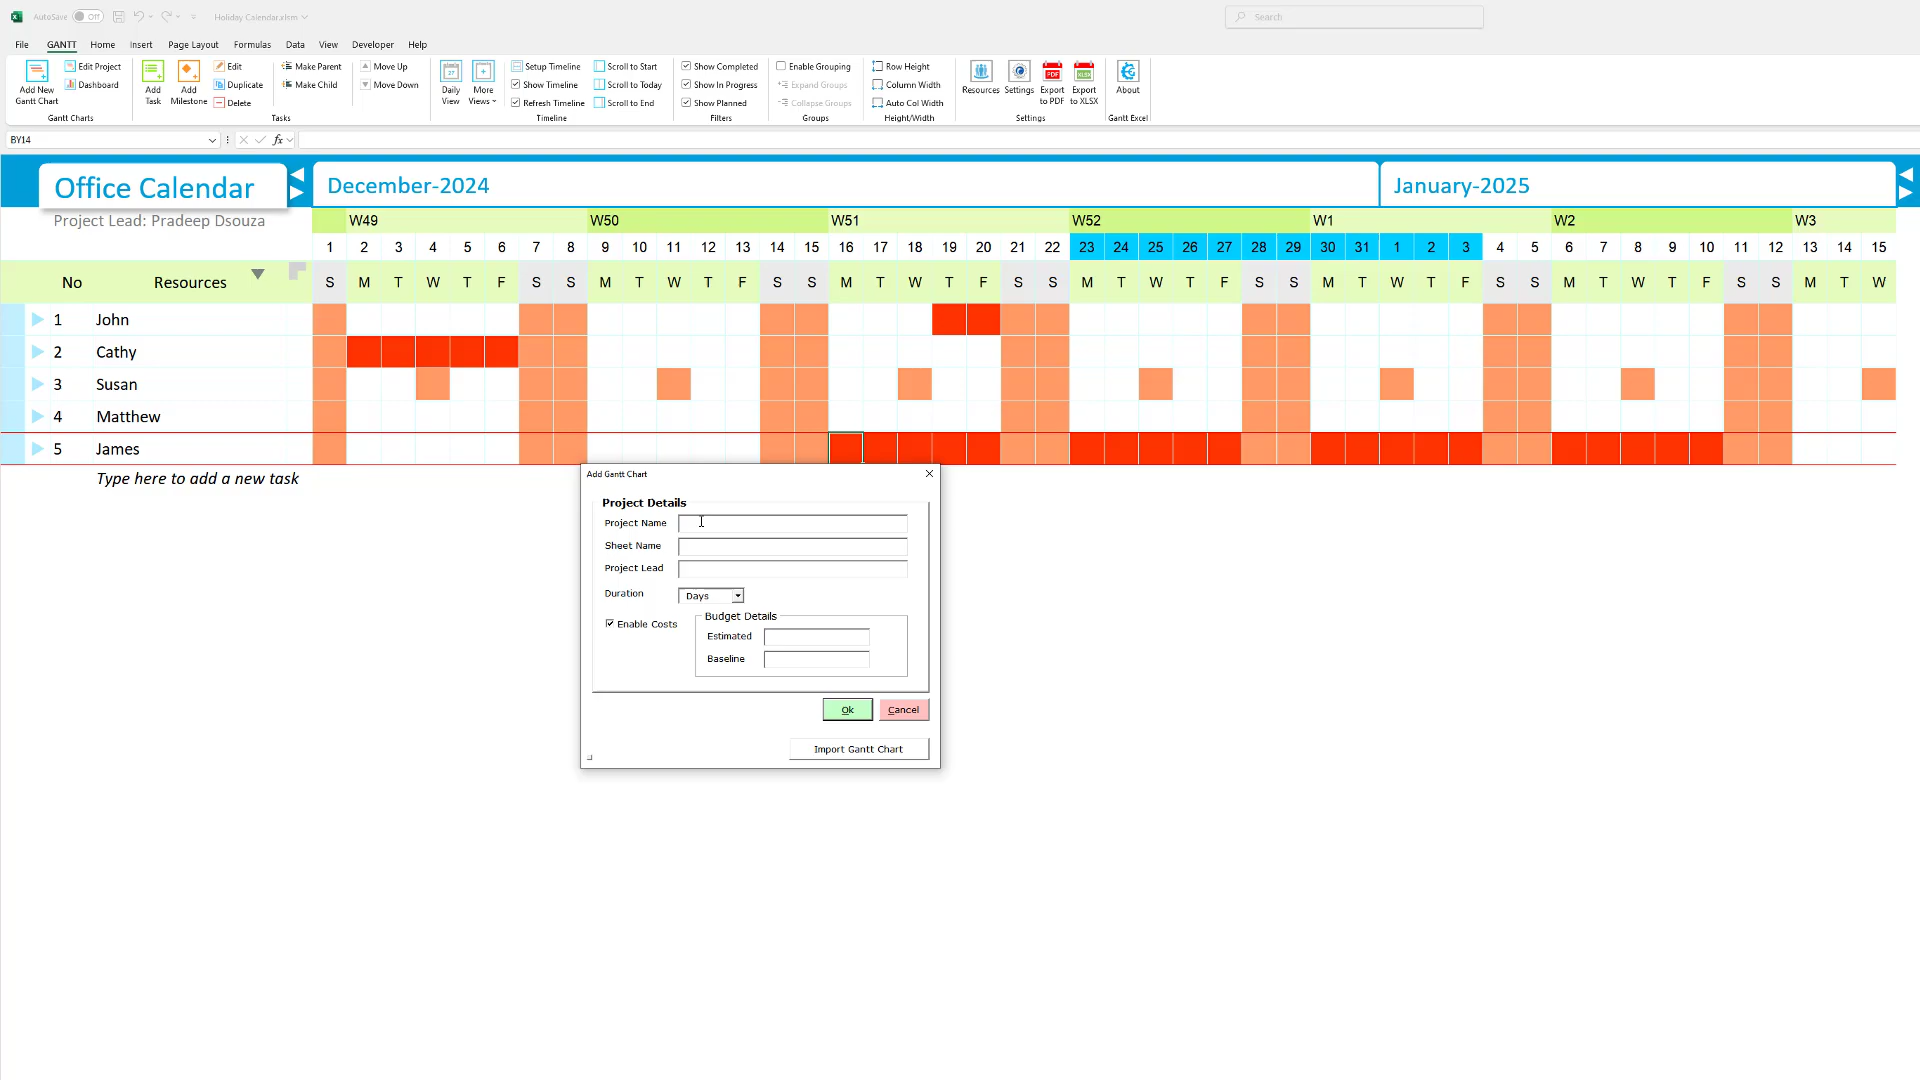 AutoSave Off Holiday Calendar.xlsm Search
File GANTT Home Insert Page Layout Formulas Data View Developer Help
Add New Gantt Chart
Edit Project
Dashboard
Gantt Charts
Add Task
Add Milestone
Edit
Duplicate
Delete
Make Parent
Make Child
Move Up
Move Down
Tasks
Daily View
More Views
Setup Timeline
Show Timeline
Refresh Timeline
Scroll to Start
Scroll to Today
Scroll to End
Timeline
Show Completed
Show In Progress
Show Planned
Filters
Enable Grouping
Expand Groups
Collapse Groups
Groups
Row Height
Column Width
Auto Col Width
Height/Width
Resources
Settings
Export to PDF
Export to XLSX
Settings
About
Gantt Excel
BY14 fx
Office Calendar December-2024 January-2025
Project Lead: Pradeep Dsouza W49 W50 W51 W52 W1 W2 W3
1 2 3 4 5 6 7 8 9 10 11 12 13 14 15 16 17 18 19 20 21 22 23 24 25 26 27 28 29 30 31 1 2 3 4 5 6 7 8 9 10 11 12 13 14 15
No Resources S M T W T F S S M T W T F S S M T W T F S S M T W T F S S M T W T F S S M T W T F S S M T W
1 John
2 Cathy
3 Susan
4 Matthew
5 James
Type here to add a new task
Add Gantt Chart
Project Details
Project Name
Sheet Name
Project Lead
Duration Days
Enable Costs
Budget Details
Estimated
Baseline
Ok Cancel
Import Gantt Chart